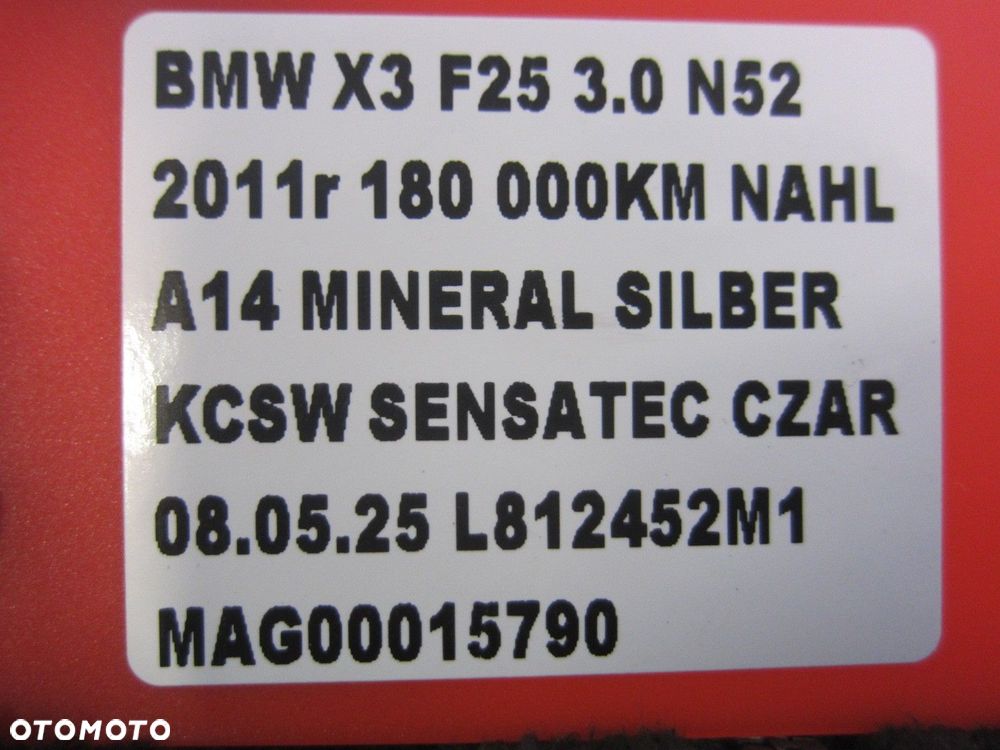 BMW X3 F25 3.0 N52
2011r 180 000KM NAHL
A14 MINERAL SILBER
KCSW SENSATEC CZAR
08.05.25 L812452M1
MAG00015790
OTOMOTO